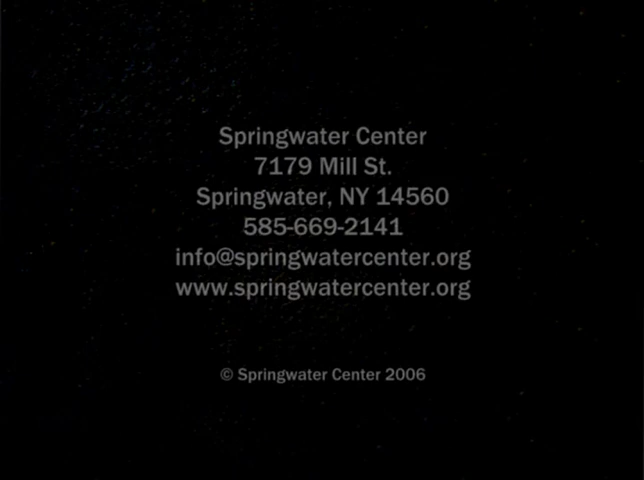 Springwater Center
7179 Mill St.
Springwater, NY 14560
585-669-2141
info@springwatercenter.org
www.springwatercenter.org
© Springwater Center 2006